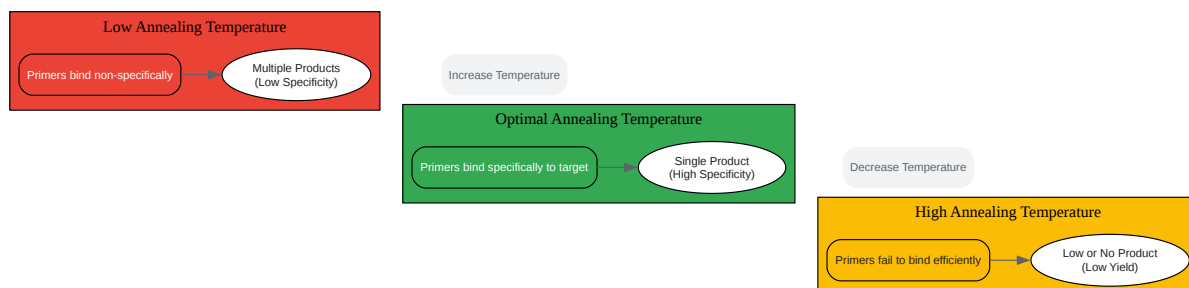 Low Annealing Temperature
Primers bind non-specifically
Multiple Products
(Low Specificity)
Increase Temperature
Optimal Annealing Temperature
Primers bind specifically to target
Single Product
(High Specificity)
Decrease Temperature
High Annealing Temperature
Primers fail to bind efficiently
Low or No Product
(Low Yield)